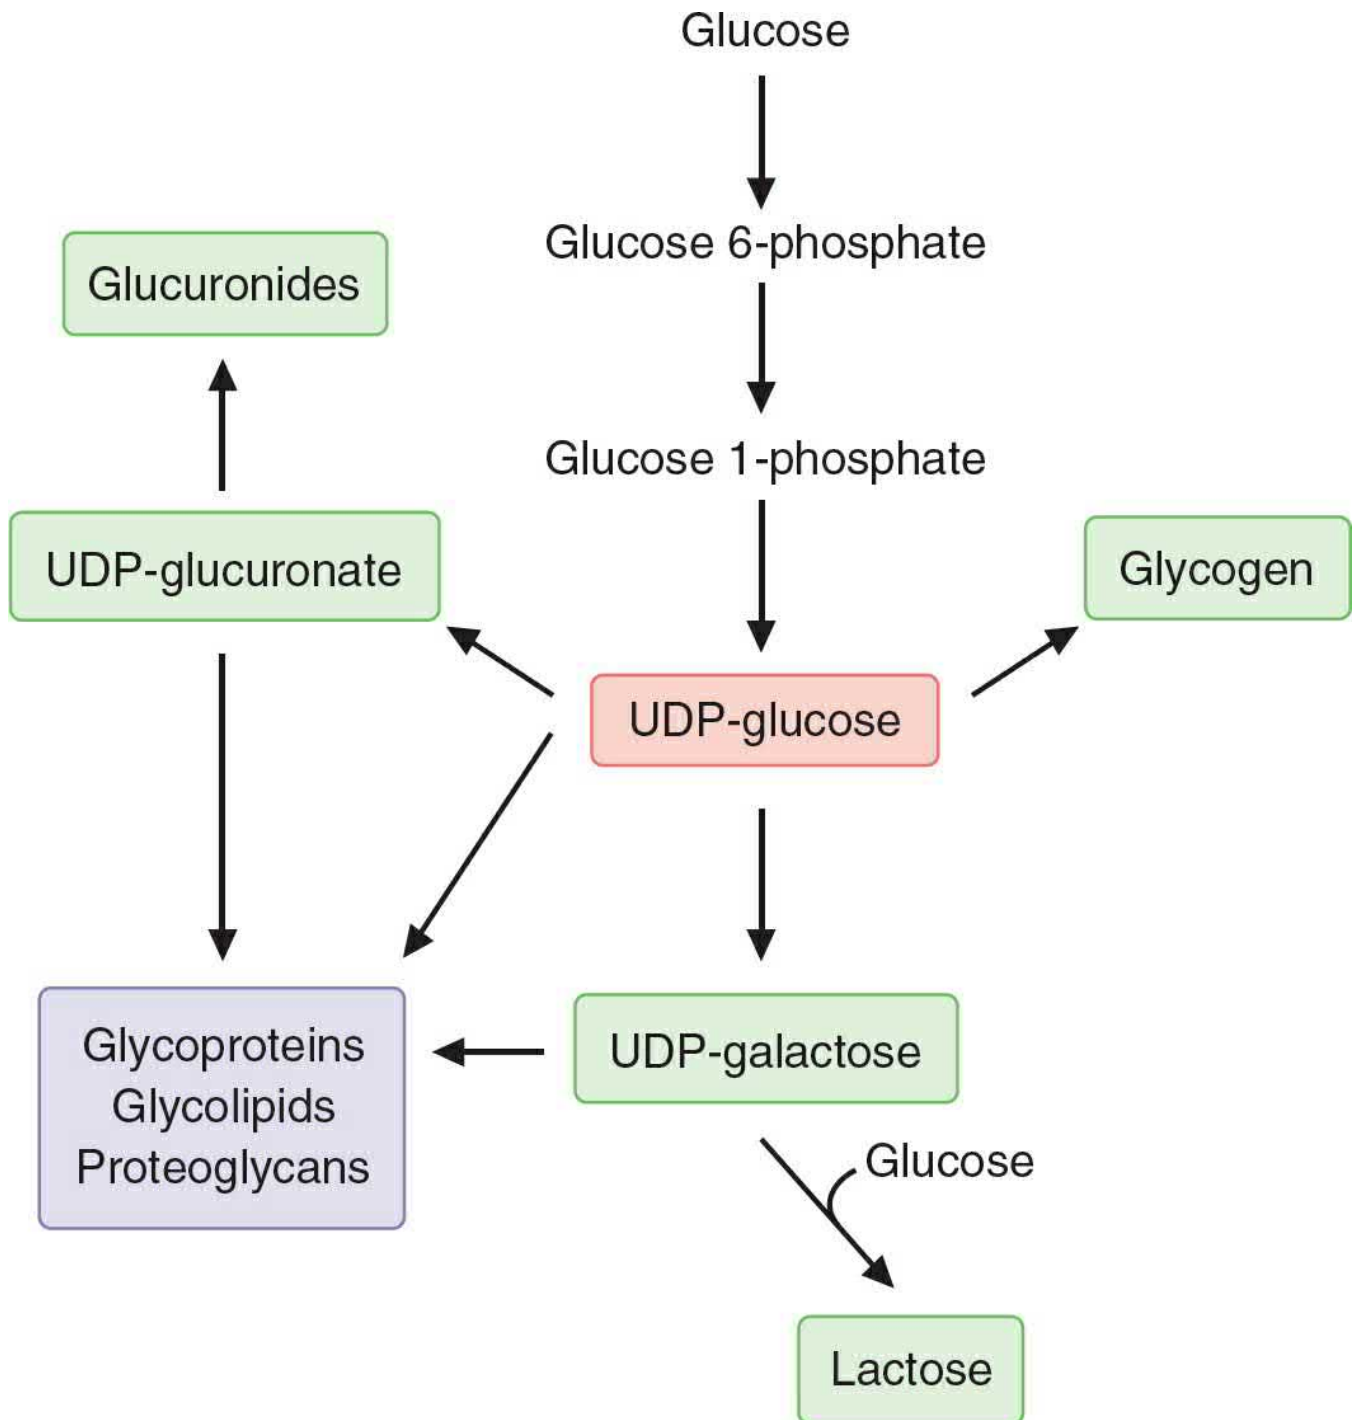 Glucose
Glucose 6-phosphate
Glucuronides
Glucose 1-phosphate
UDP-glucuronate
Glycogen
UDP-glucose
Glycoproteins
Glycolipids
Proteoglycans
UDP-galactose
Glucose
Lactose